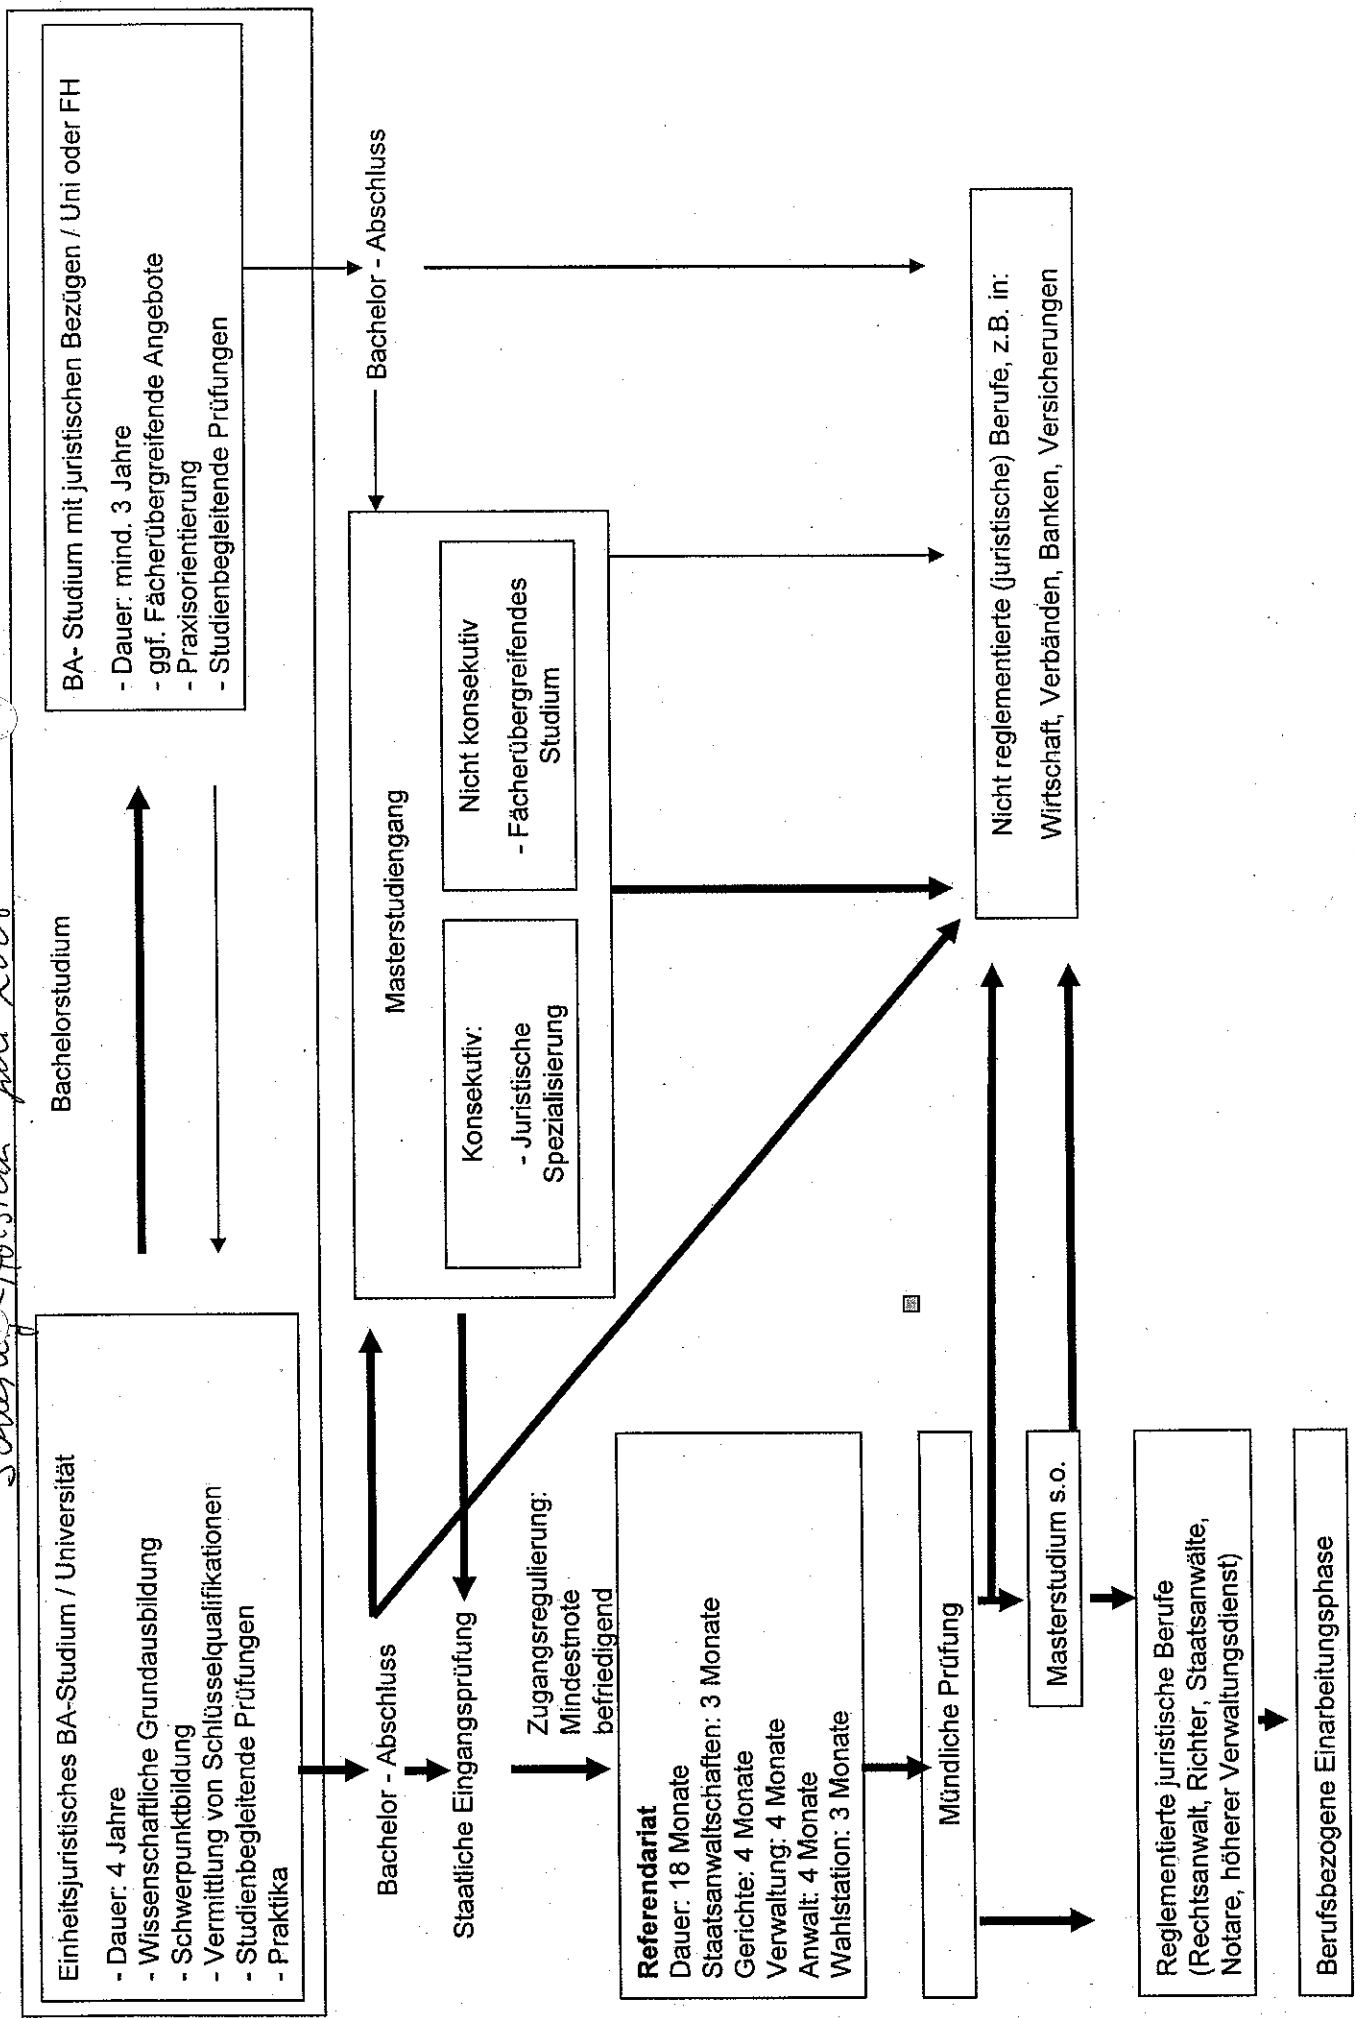 Bachelorstudium
Einheitsjuristisches BA-Studium / Universität
- Dauer: 4 Jahre
- Wissenschaftliche Grundausbildung
- Schwerpunktbildung
- Vermittlung von Schlüsselqualifikationen
- Studienbegleitende Prüfungen
- Praktika
BA- Studium mit juristischen Bezügen / Uni oder FH
- Dauer: mind. 3 Jahre
- ggf. Fächerübergreifende Angebote
- Praxisorientierung
- Studienbegleitende Prüfungen
Bachelor - Abschluss
Bachelor - Abschluss
Masterstudiengang
Konsekutiv:
- Juristische
Spezialisierung
Nicht konsekutiv
- Fächerübergreifendes
Studium
Staatliche Eingangsprüfung
Zugangsregulierung:
Mindestnote
befriedigend
Referendariat
Dauer: 18 Monate
Staatsanwaltschaften: 3 Monate
Gerichte: 4 Monate
Verwaltung: 4 Monate
Anwalt: 4 Monate
Wahlstation: 3 Monate
Mündliche Prüfung
Masterstudium s.o.
Nicht reglementierte (juristische) Berufe, z.B. in:
Wirtschaft, Verbänden, Banken, Versicherungen
Reglementierte juristische Berufe
(Rechtsanwalt, Richter, Staatsanwälte,
Notare, höherer Verwaltungsdienst)
Berufsbezogene Einarbeitungsphase